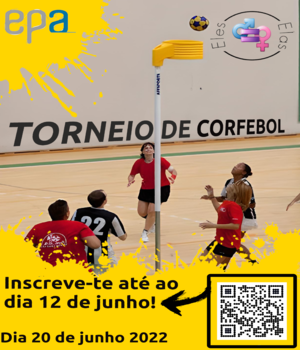 epa
Eles
Elas
TORNEIO DE CORFEBOL
22
Inscreve-te até ao
dia 12 de junho!
Dia 20 de junho 2022